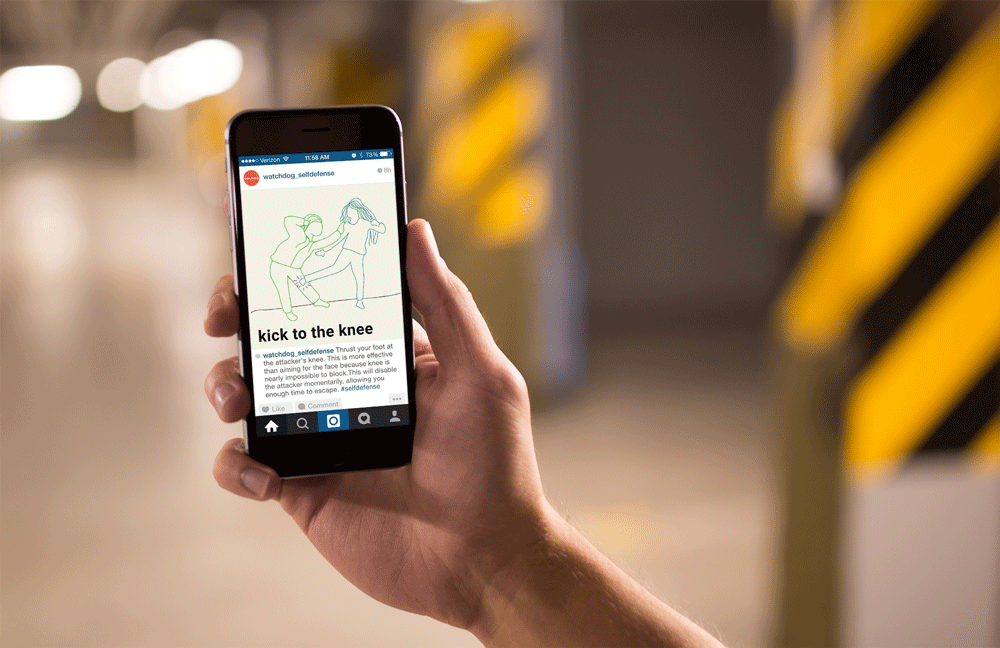 Verizon 11:56 AM 73%
watchdog_selfdefense 8h
kick to the knee
watchdog_selfdefense Thrust your foot at
the attacker's knee. This is more effective
than aiming for the face because knee is
nearly impossible to block.This will disable
the attacker momentarily, allowing you
enough time to escape. #selfdefense
Like Comment